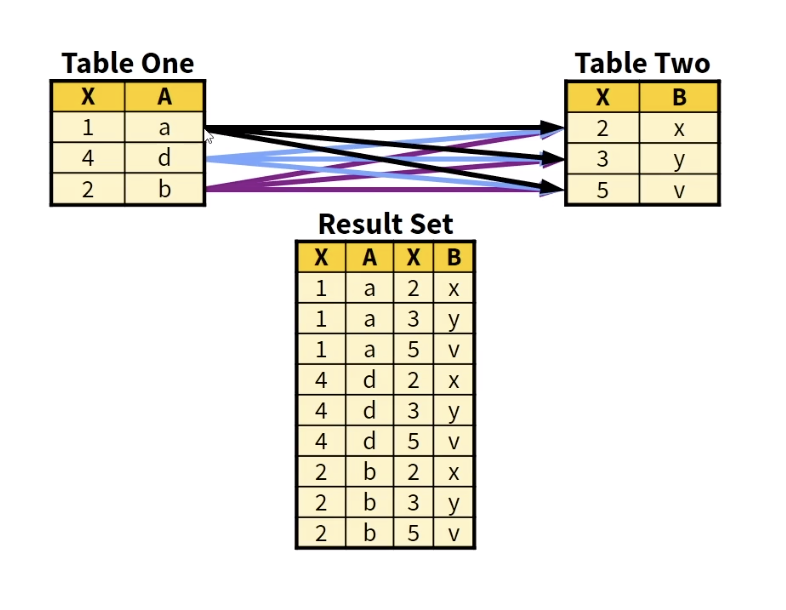 Table One
X A
1 a
4 d
2 b
Table Two
X B
2 x
3 y
5 v
Result Set
X A X B
1 a 2 x
1 a 3 y
1 a 5 v
4 d 2 x
4 d 3 y
4 d 5 v
2 b 2 x
2 b 3 y
2 b 5 v